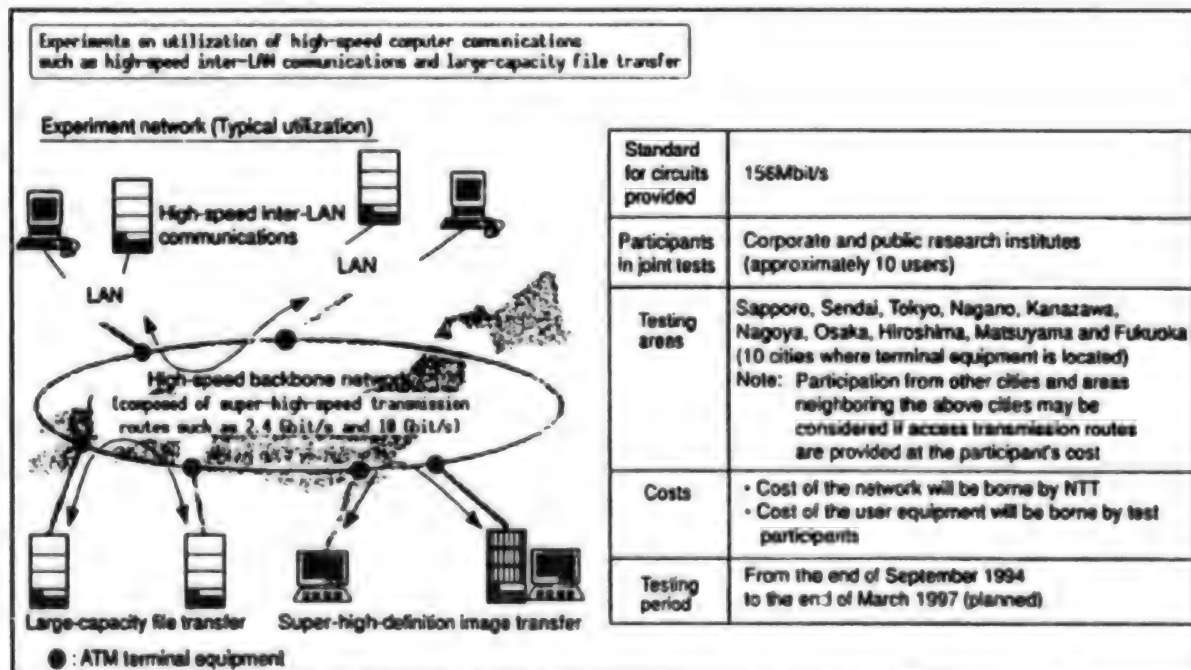 Experiments on utilization of high-speed computer communications
such as high-speed inter-LAN communications and large-capacity file transfer
Experiment network (Typical utilization)
High-speed inter-LAN
communications
LAN
LAN
High-speed backbone network
(composed of super-high-speed transmission
routes such as 2.4 Gbit/s and 10 Gbit/s)
Large-capacity file transfer
Super-high-definition image transfer
: ATM terminal equipment
Standard
for circuits
provided
156Mbit/s
Participants
in joint tests
Corporate and public research institutes
(approximately 10 users)
Testing
areas
Sapporo, Sendai, Tokyo, Nagano, Kanazawa,
Nagoya, Osaka, Hiroshima, Matsuyama and Fukuoka
(10 cities where terminal equipment is located)
Note: Participation from other cities and areas
neighboring the above cities may be
considered if access transmission routes
are provided at the participant's cost
Costs
• Cost of the network will be borne by NTT
• Cost of the user equipment will be borne by test
participants
Testing
period
From the end of September 1994
to the end of March 1997 (planned)